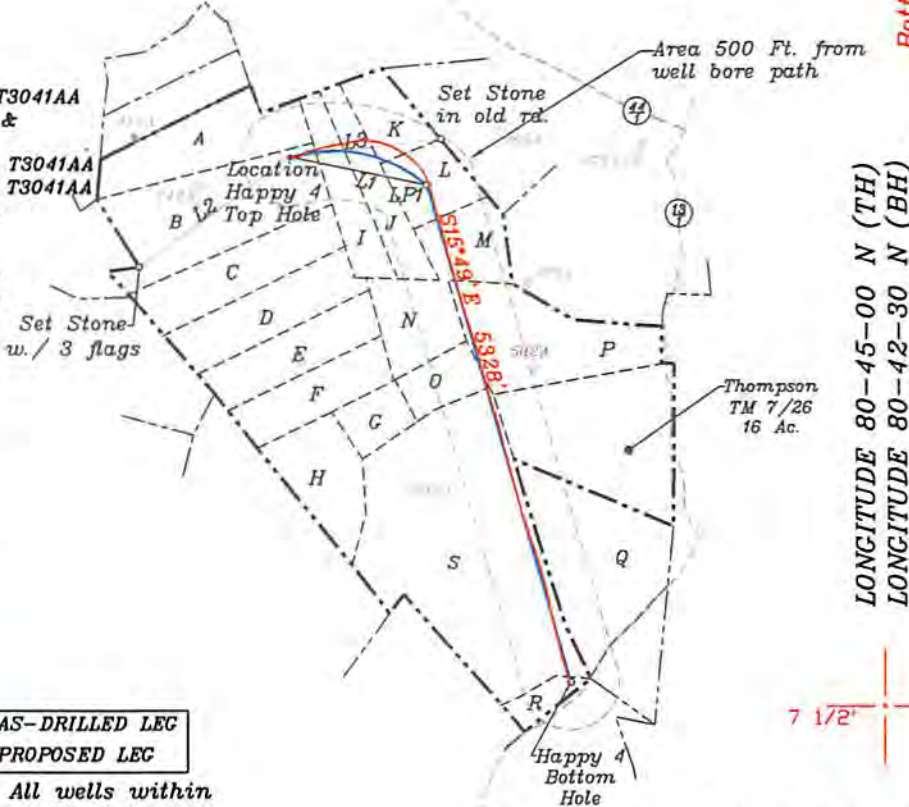 T3041AA
&
T3041AA
T3041AA
Area 500 Ft. from
well bore path
Set Stone
in old rd.
44
1
13
1
A
K
L
L3
Location
Happy 4
Top Hole
L1
LP1
B
L2
I
J
M
C
D
E
F
G
H
N
O
P
Q
R
S
S15°49' E
5328'
Set Stone
w./ 3 flags
Thompson
TM 7/26
16 Ac.
LONGITUDE 80-45-00 N (TH)
LONGITUDE 80-42-30 N (BH)
7 1/2'
AS-DRILLED LEG
PROPOSED LEG
All wells within
Happy 4
Bottom
Hole